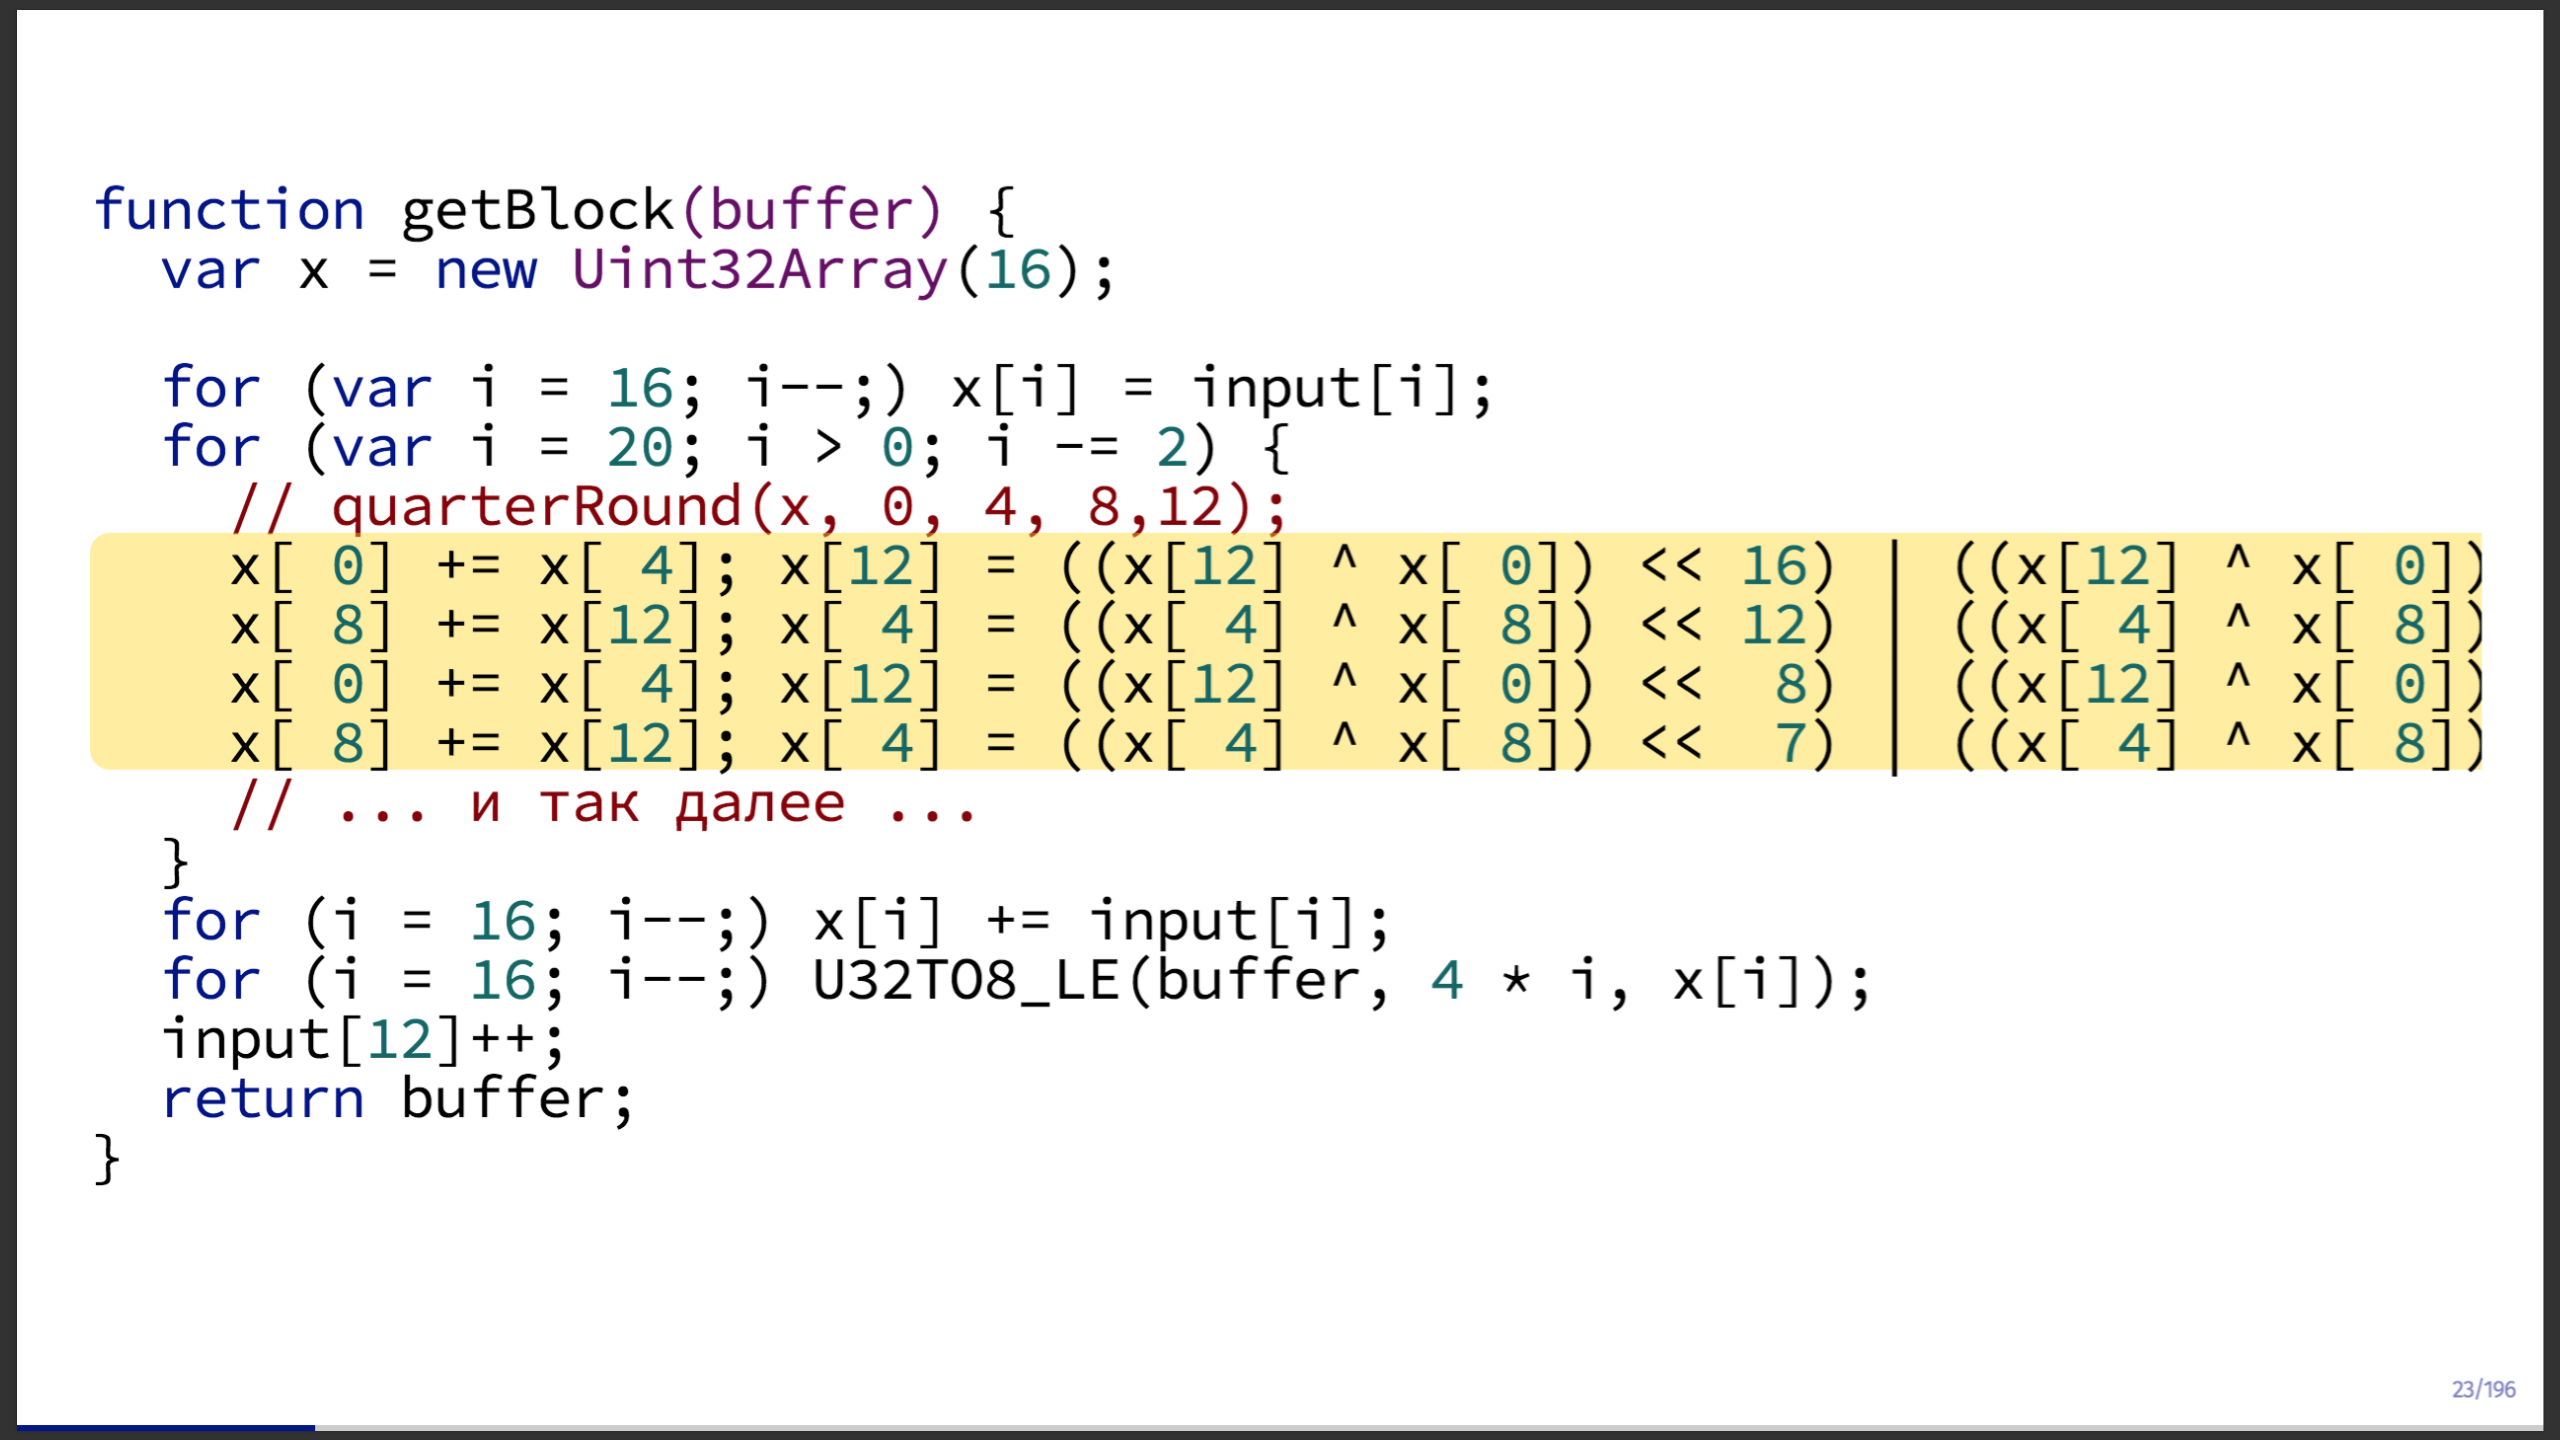 function getBlock(buffer) {
  var x = new Uint32Array(16);

  for (var i = 16; i--;) x[i] = input[i];
  for (var i = 20; i > 0; i -= 2) {
    // quarterRound(x, 0, 4, 8,12);
    x[ 0] += x[ 4]; x[12] = ((x[12] ^ x[ 0]) << 16) | ((x[12] ^ x[ 0])
    x[ 8] += x[12]; x[ 4] = ((x[ 4] ^ x[ 8]) << 12) | ((x[ 4] ^ x[ 8])
    x[ 0] += x[ 4]; x[12] = ((x[12] ^ x[ 0]) <<  8) | ((x[12] ^ x[ 0])
    x[ 8] += x[12]; x[ 4] = ((x[ 4] ^ x[ 8]) <<  7) | ((x[ 4] ^ x[ 8])
    // ... и так далее ...
  }
  for (i = 16; i--;) x[i] += input[i];
  for (i = 16; i--;) U32TO8_LE(buffer, 4 * i, x[i]);
  input[12]++;
  return buffer;
}
23/196